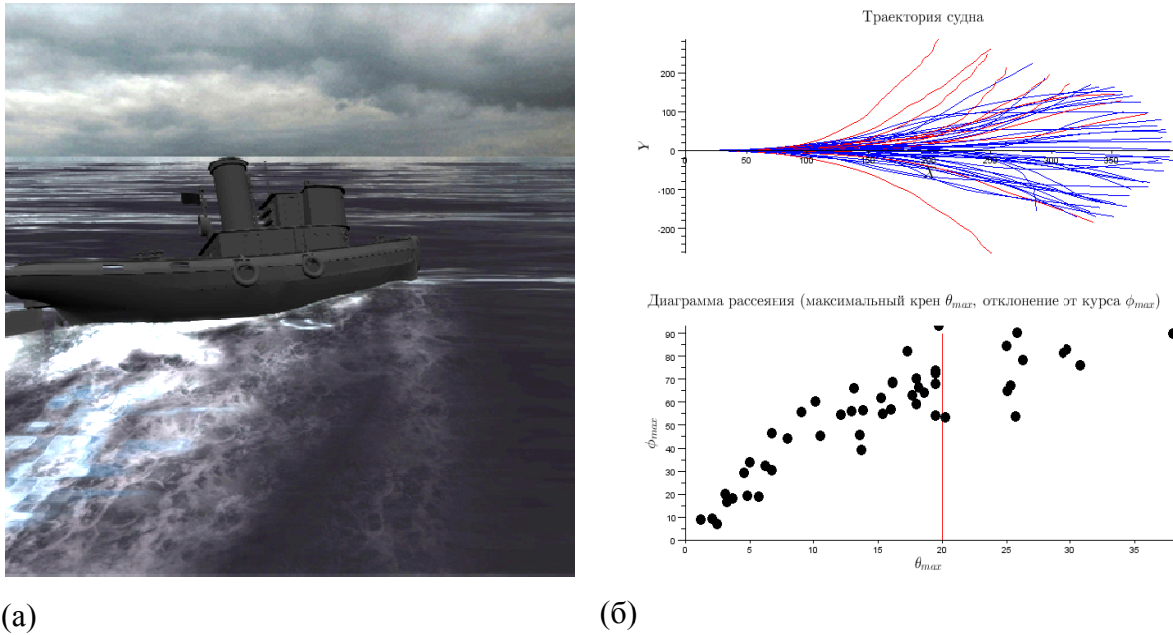 Траектория судна
Y
200
100
0
-100
-200
0 50 100 150 200 250 300 350
Диаграмма рассеяния (максимальный крен θmax, отклонение эт курса ϕmax)
ϕmax
90
80
70
60
50
40
30
20
10
0
0 5 10 15 20 25 30 35
θmax
(а) (б)